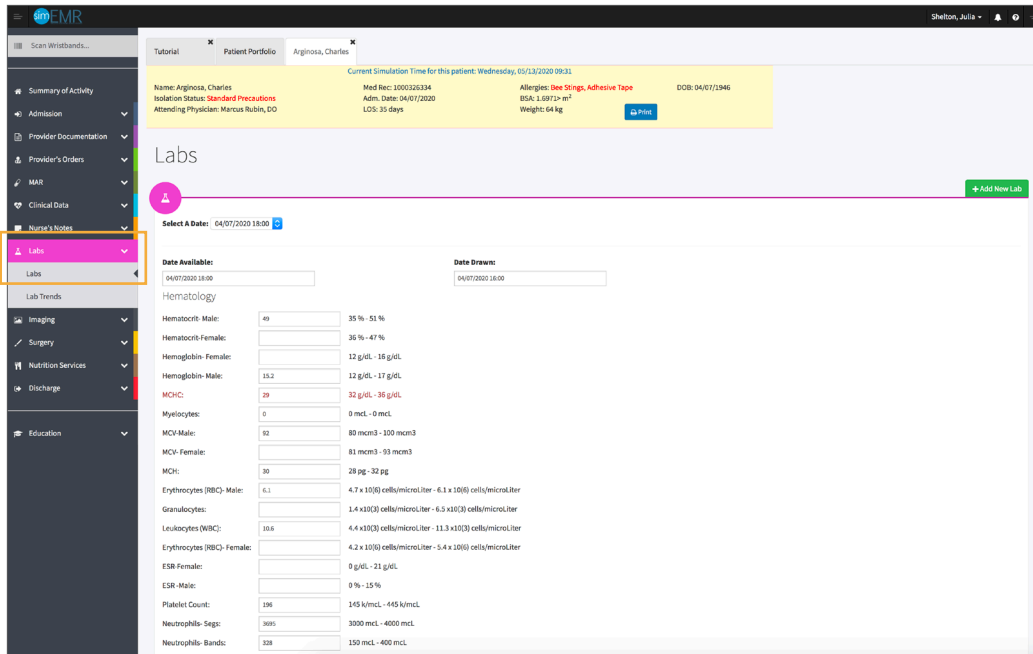 simEMR
Shelton, Julia
Scan Wristbands...
Tutorial
Patient Portfolio
Arginosa, Charles
Current Simulation Time for this patient: Wednesday, 05/13/2020 09:31
Name: Arginosa, Charles
Med Rec: 1000326334
Allergies: Bee Stings, Adhesive Tape
DOB: 04/07/1946
Isolation Status: Standard Precautions
Adm. Date: 04/07/2020
BSA: 1.6971> m2
Attending Physician: Marcus Rubin, DO
LOS: 35 days
Weight: 64 kg
Print
Summary of Activity
Admission
Provider Documentation
Provider's Orders
MAR
Clinical Data
Nurse's Notes
Labs
Labs
Lab Trends
Imaging
Surgery
Nutrition Services
Discharge
Education
Labs
+ Add New Lab
Select A Date: 04/07/2020 18:00
Date Available:
Date Drawn:
04/07/2020 18:00
04/07/2020 16:00
Hematology
Hematocrit- Male: 49 35 % - 51 %
Hematocrit-Female: 36 % - 47 %
Hemoglobin- Female: 12 g/dL - 16 g/dL
Hemoglobin- Male: 15.2 12 g/dL - 17 g/dL
MCHC: 29 32 g/dL - 36 g/dL
Myelocytes: 0 0 mcL - 0 mcL
MCV-Male: 92 80 mcm3 - 100 mcm3
MCV- Female: 81 mcm3 - 93 mcm3
MCH: 30 28 pg - 32 pg
Erythrocytes (RBC)- Male: 6.1 4.7 x 10(6) cells/microLiter - 6.1 x 10(6) cells/microLiter
Granulocytes: 1.4 x10(3) cells/microLiter - 6.5 x10(3) cells/microLiter
Leukocytes (WBC): 10.6 4.4 x10(3) cells/microLiter - 11.3 x10(3) cells/microLiter
Erythrocytes (RBC)- Female: 4.2 x 10(6) cells/microLiter - 5.4 x 10(6) cells/microLiter
ESR-Female: 0 g/dL - 21 g/dL
ESR -Male: 0 % - 15 %
Platelet Count: 196 145 k/mcL - 445 k/mcL
Neutrophils- Segs: 3695 3000 mcL - 4000 mcL
Neutrophils- Bands: 328 150 mcL - 400 mcL